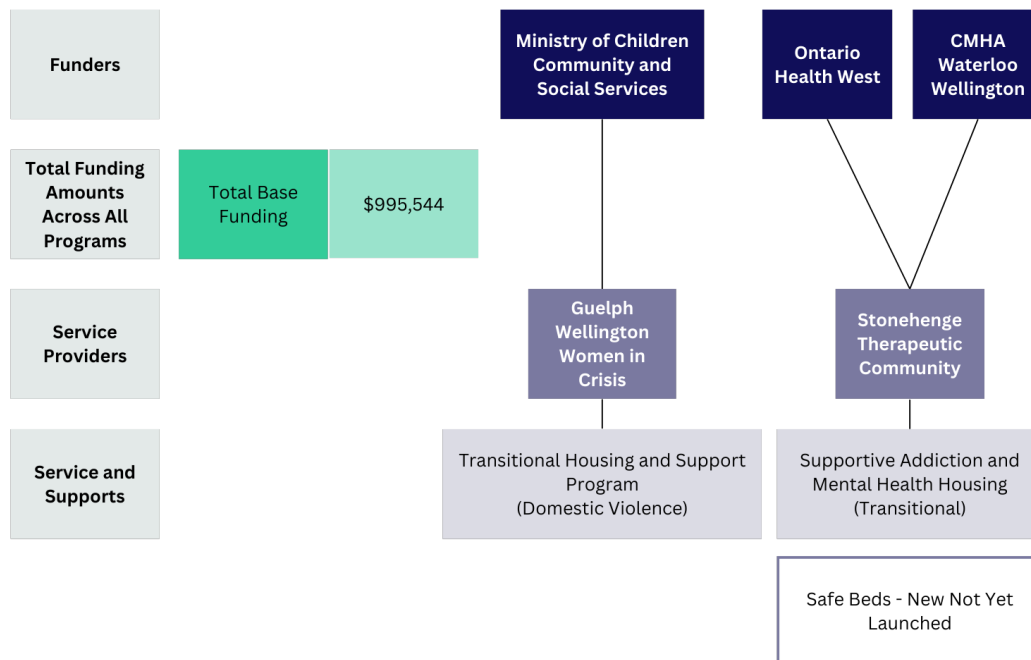 Funders
Ministry of Children
Community and
Social Services
Ontario
Health West
CMHA
Waterloo
Wellington
Total Funding
Amounts
Across All
Programs
Total Base
Funding
$995,544
Service
Providers
Guelph
Wellington
Women in
Crisis
Stonehenge
Therapeutic
Community
Service and
Supports
Transitional Housing and Support
Program
(Domestic Violence)
Supportive Addiction and
Mental Health Housing
(Transitional)
Safe Beds - New Not Yet
Launched